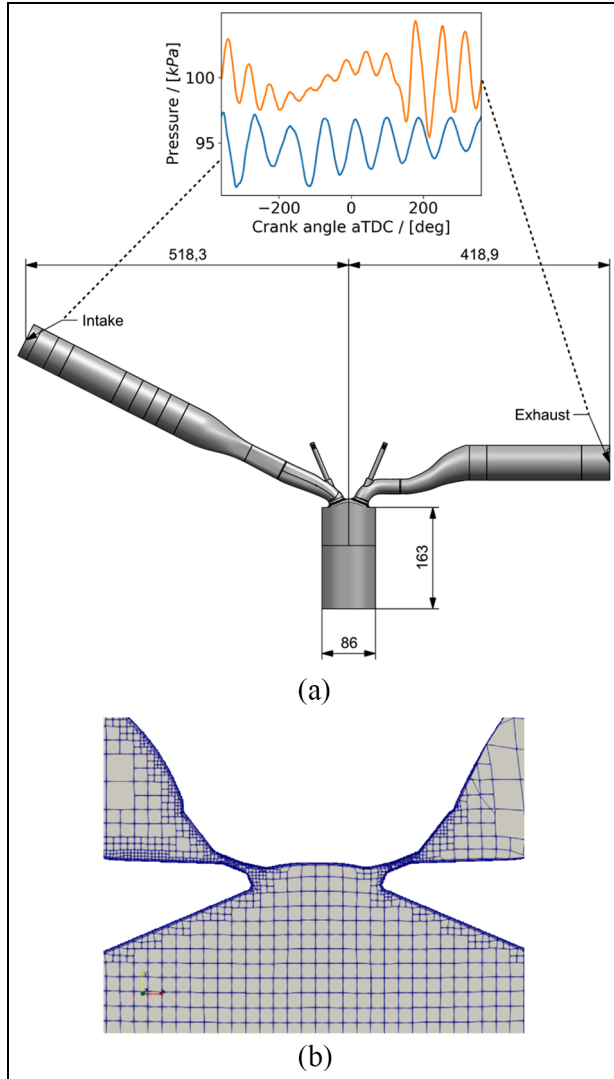 100
95
Pressure / [kPa]
−200
0
200
Crank angle aTDC / [deg]
518,3
418,9
Intake
Exhaust
163
86
(a)
(b)